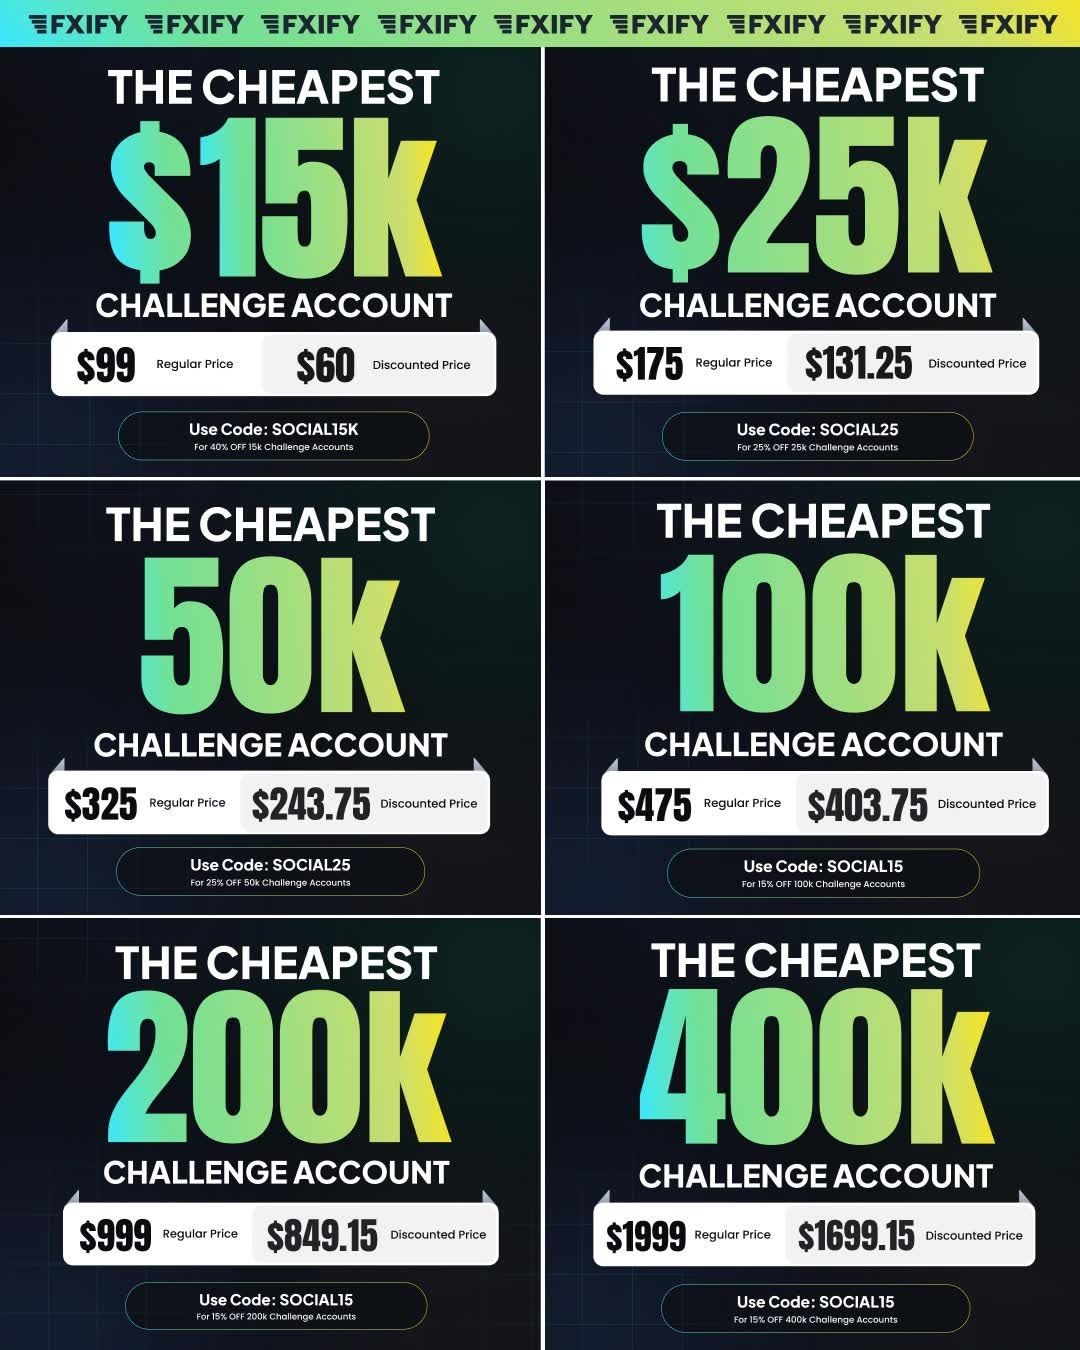 FXIFY FXIFY FXIFY FXIFY FXIFY FXIFY FXIFY FXIFY FXIFY
THE CHEAPEST
$15k
CHALLENGE ACCOUNT
$99 Regular Price $60 Discounted Price
Use Code: SOCIAL15K
For 40% OFF 15k Challenge Accounts
THE CHEAPEST
$25k
CHALLENGE ACCOUNT
$175 Regular Price $131.25 Discounted Price
Use Code: SOCIAL25
For 25% OFF 25k Challenge Accounts
THE CHEAPEST
50k
CHALLENGE ACCOUNT
$325 Regular Price $243.75 Discounted Price
Use Code: SOCIAL25
For 25% OFF 50k Challenge Accounts
THE CHEAPEST
100k
CHALLENGE ACCOUNT
$475 Regular Price $403.75 Discounted Price
Use Code: SOCIAL15
For 15% OFF 100k Challenge Accounts
THE CHEAPEST
200k
CHALLENGE ACCOUNT
$999 Regular Price $849.15 Discounted Price
Use Code: SOCIAL15
For 15% OFF 200k Challenge Accounts
THE CHEAPEST
400k
CHALLENGE ACCOUNT
$1999 Regular Price $1699.15 Discounted Price
Use Code: SOCIAL15
For 15% OFF 400k Challenge Accounts